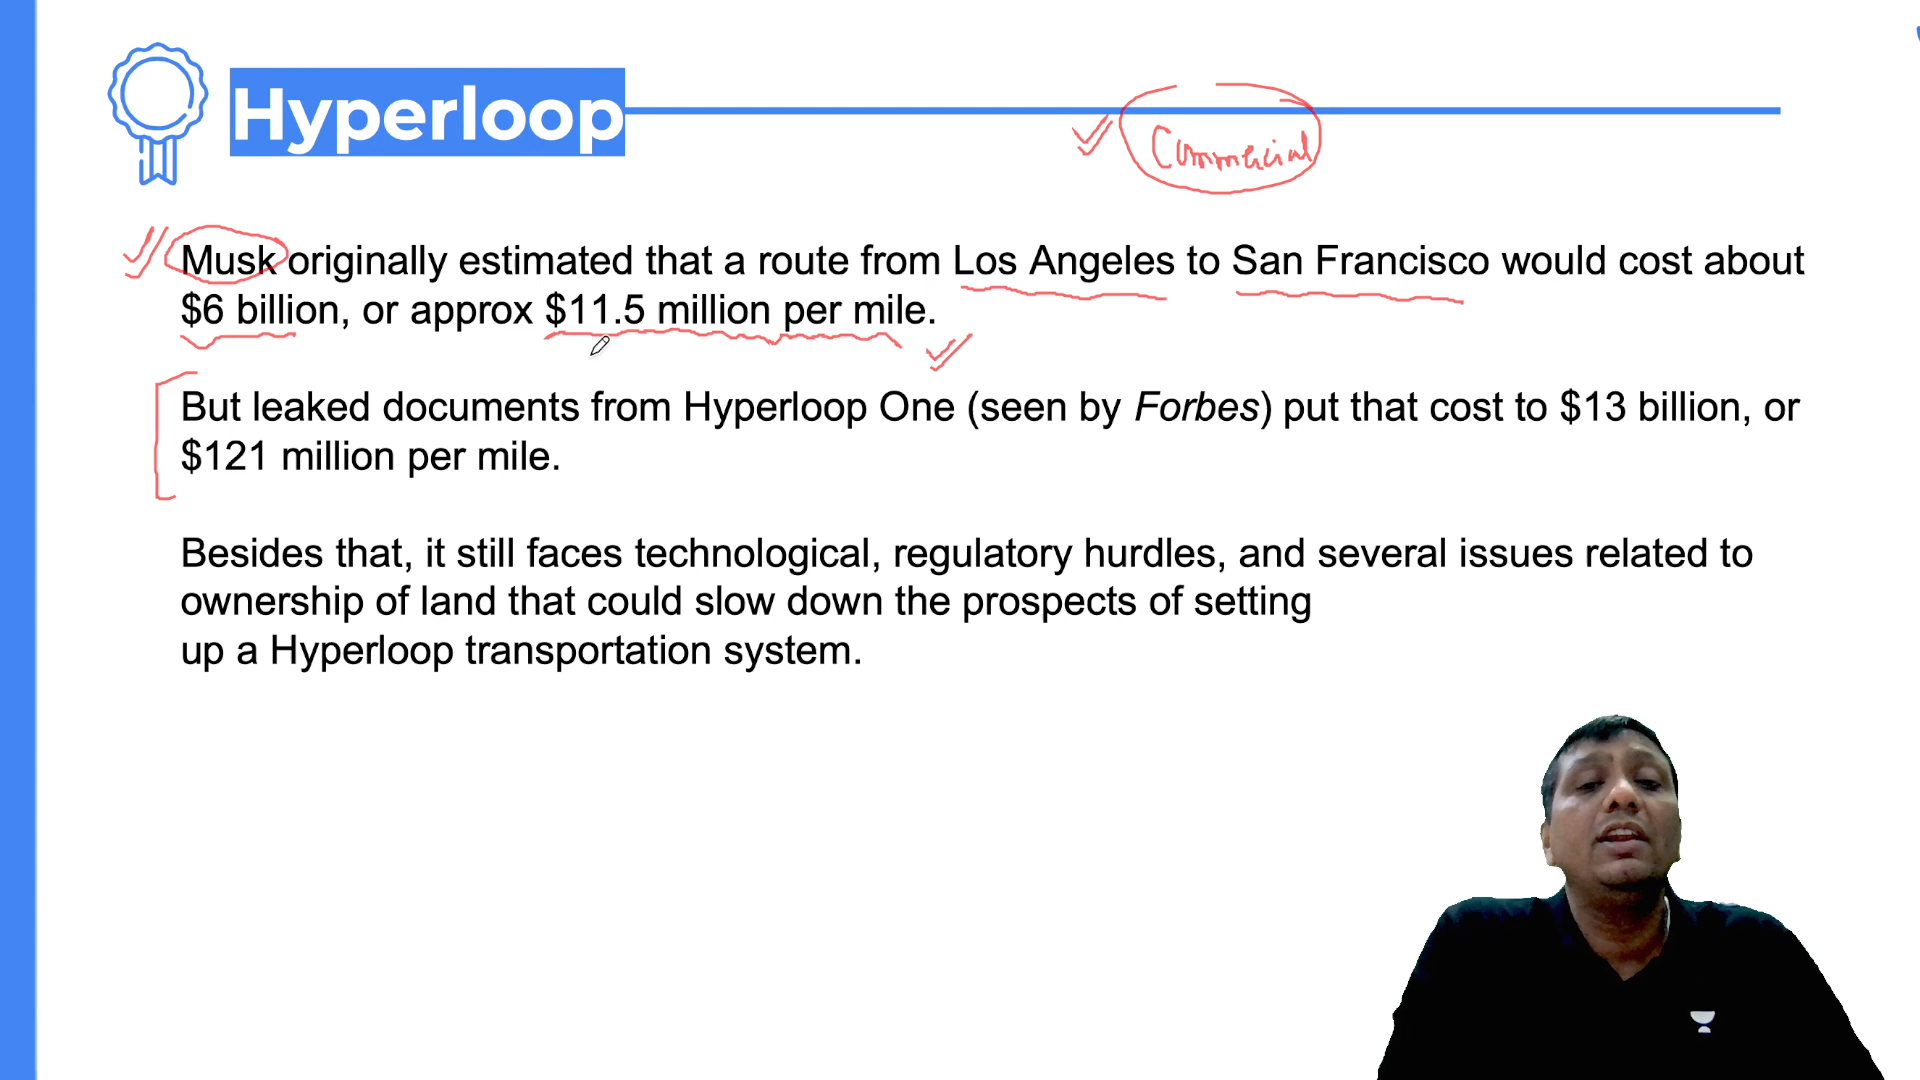 Hyperloop
Commercial
Musk originally estimated that a route from Los Angeles to San Francisco would cost about
$6 billion, or approx $11.5 million per mile.
But leaked documents from Hyperloop One (seen by Forbes) put that cost to $13 billion, or
$121 million per mile.
Besides that, it still faces technological, regulatory hurdles, and several issues related to
ownership of land that could slow down the prospects of setting
up a Hyperloop transportation system.